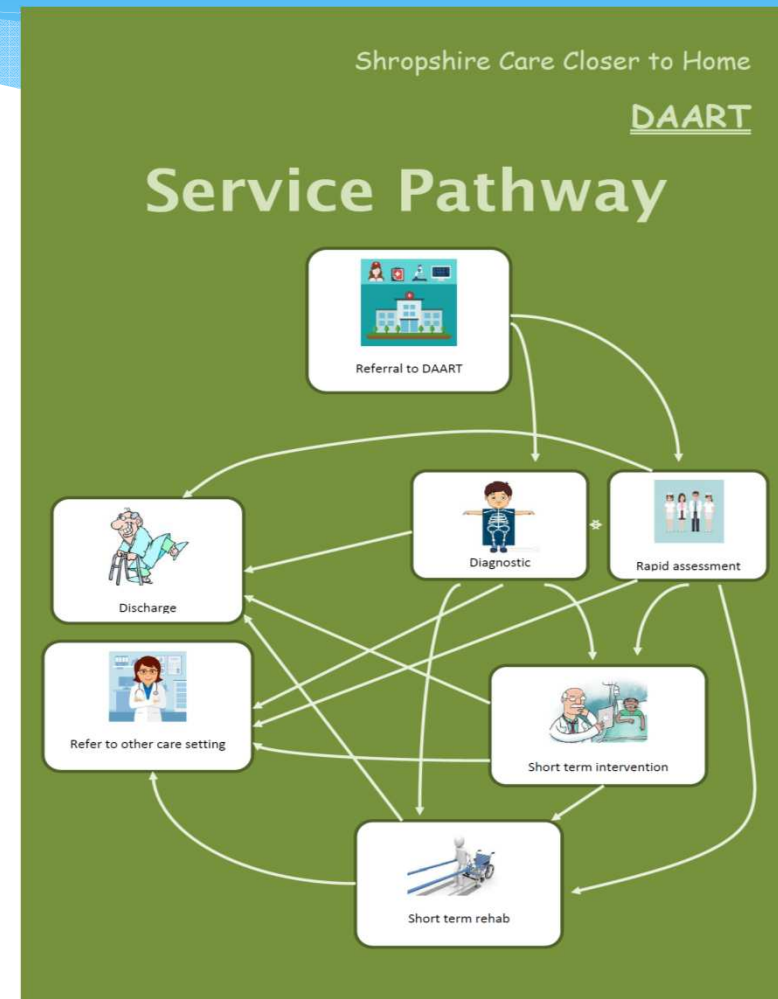 Shropshire Care Closer to Home
DAART
Service Pathway
Referral to DAART
Diagnostic
Rapid assessment
Discharge
Refer to other care setting
Short term intervention
Short term rehab